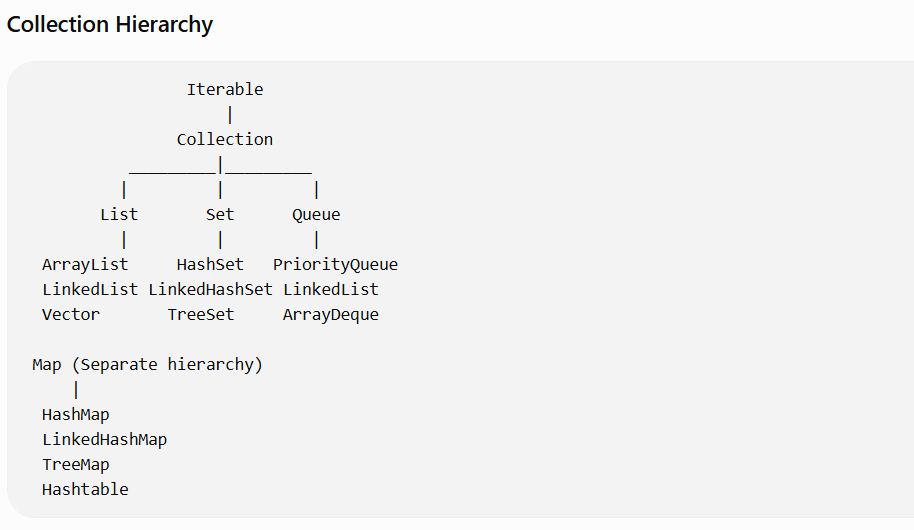 Collection Hierarchy
Iterable
|
Collection
_________|_________
| | |
List Set Queue
| | |
ArrayList HashSet PriorityQueue
LinkedList LinkedHashSet LinkedList
Vector TreeSet ArrayDeque
Map (Separate hierarchy)
|
HashMap
LinkedHashMap
TreeMap
Hashtable